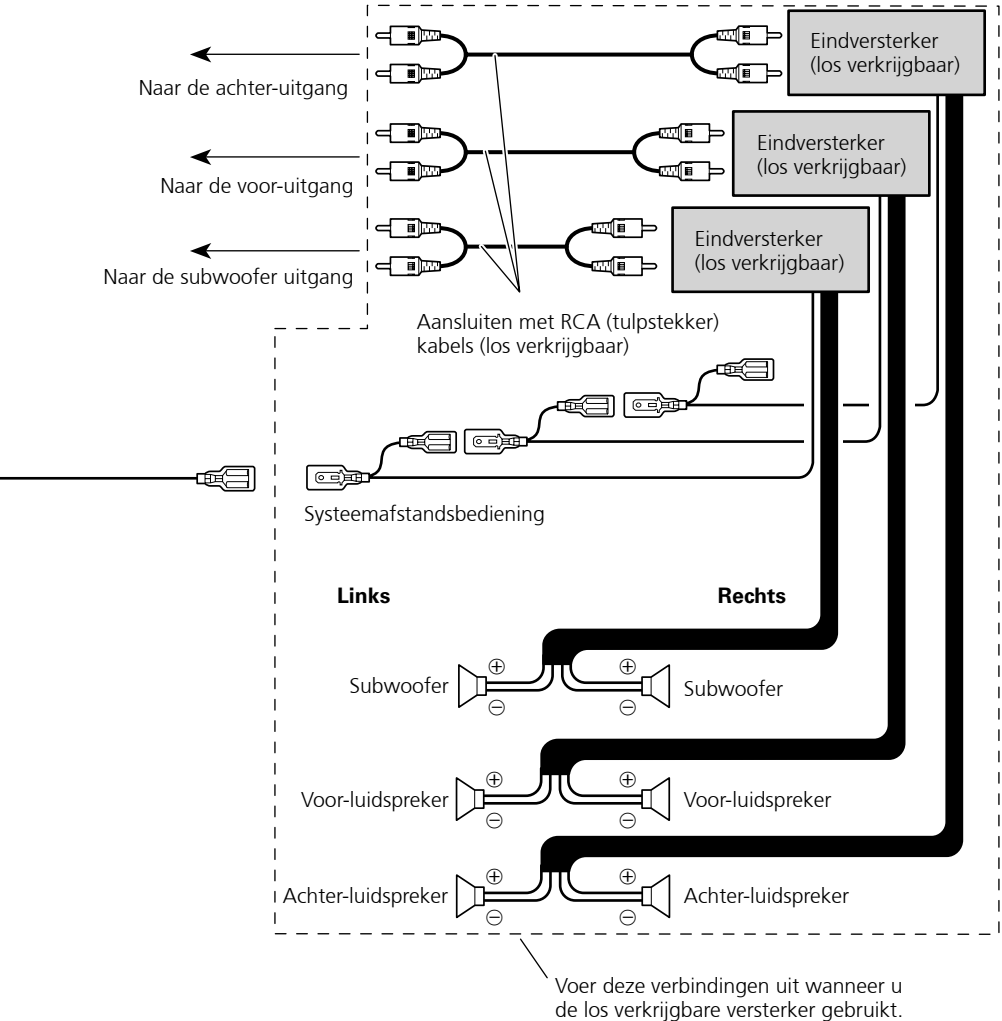 Eindversterker
(los verkrijgbaar)
Naar de achter-uitgang
Eindversterker
(los verkrijgbaar)
Naar de voor-uitgang
Eindversterker
(los verkrijgbaar)
Naar de subwoofer uitgang
Aansluiten met RCA (tulpstekker)
kabels (los verkrijgbaar)
Systeemafstandsbediening
Links
Rechts
⊕ ⊕
Subwoofer
Subwoofer
⊖ ⊖
⊕ ⊕
Voor-luidspreker
Voor-luidspreker
⊖ ⊖
⊕ ⊕
Achter-luidspreker
Achter-luidspreker
⊖ ⊖
Voer deze verbindingen uit wanneer u
de los verkrijgbare versterker gebruikt.